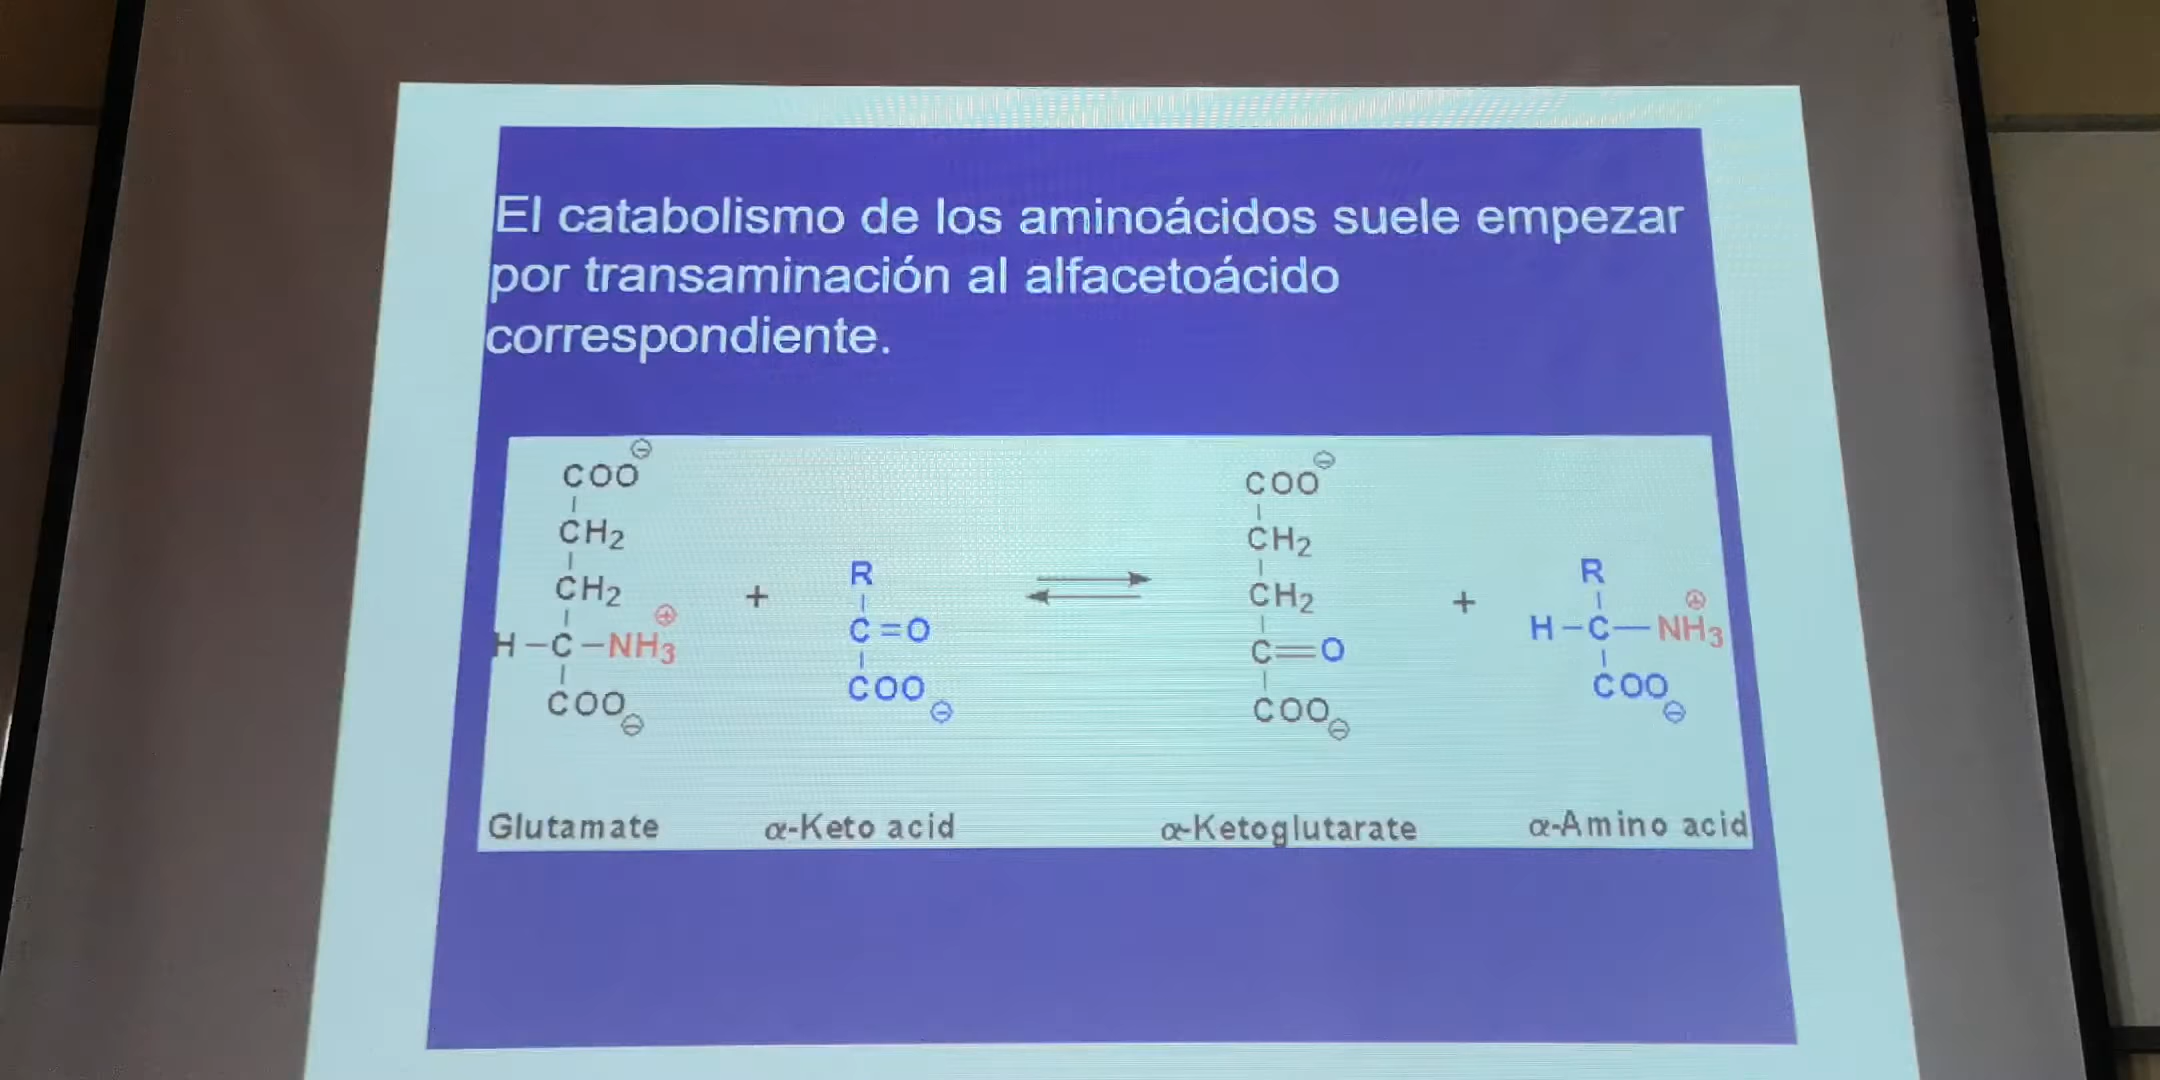 El catabolismo de los aminoácidos suele empezar
por transaminación al alfacetoácido
correspondiente.
COO⊖
CH2
CH2
H-C-NH3⊕
COO⊖
+
R
C=O
COO⊖
⇌
COO⊖
CH2
CH2
C=O
COO⊖
+
R
H-C-NH3⊕
COO⊖
Glutamate
α-Keto acid
α-Ketoglutarate
α-Amino acid